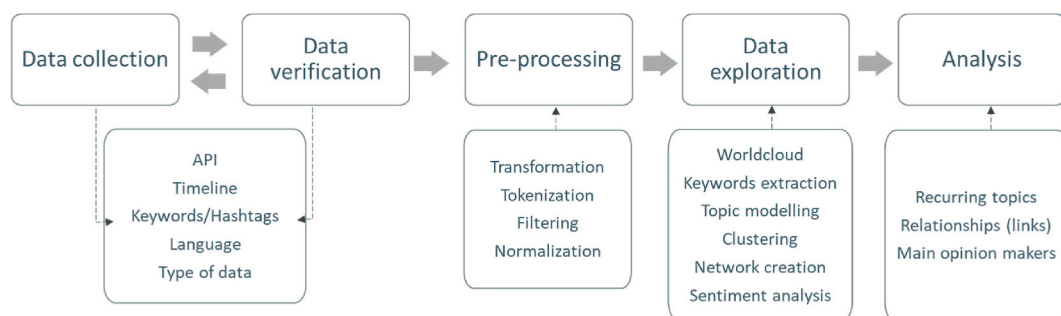 Data collection
Data
verification
Pre-processing
Data
exploration
Analysis
API
Timeline
Keywords/Hashtags
Language
Type of data
Transformation
Tokenization
Filtering
Normalization
Worldcloud
Keywords extraction
Topic modelling
Clustering
Network creation
Sentiment analysis
Recurring topics
Relationships (links)
Main opinion makers